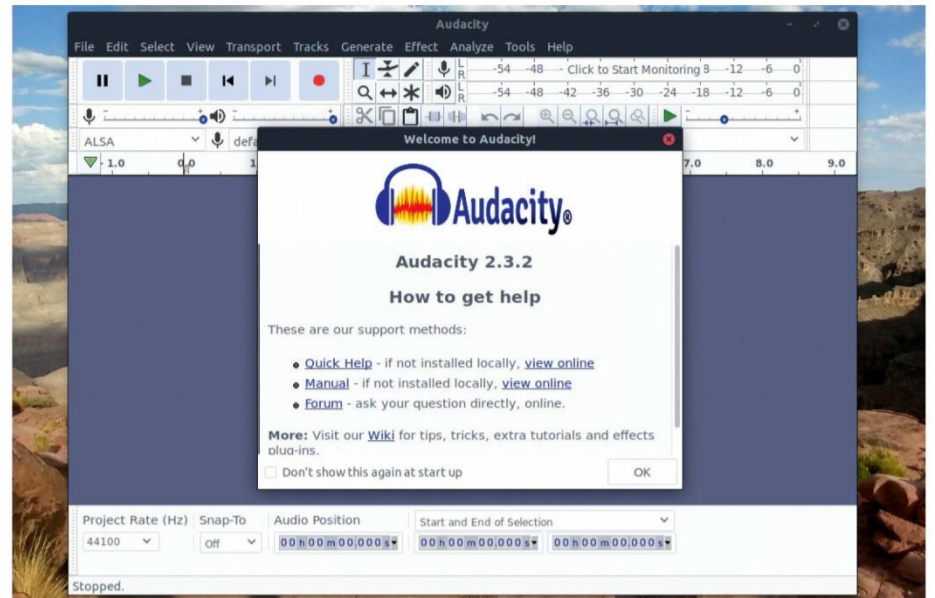 Audacity
File Edit Select View Transport Tracks Generate Effect Analyze Tools Help
L
R -54 -48 - Click to Start Monitoring 8 -12 -6 0
L
R -54 -48 -42 -36 -30 -24 -18 -12 -6 0
ALSA defa
- 1.0 0,0 1 7.0 8.0 9.0
Welcome to Audacity!
Audacity®
Audacity 2.3.2
How to get help
These are our support methods:
Quick Help - if not installed locally, view online
Manual - if not installed locally, view online
Forum - ask your question directly, online.
More: Visit our Wiki for tips, tricks, extra tutorials and effects
plug-ins.
Don't show this again at start up OK
Project Rate (Hz) Snap-To Audio Position Start and End of Selection
44100 Off 00 h 00 m 00,000 s 00 h 00 m 00,000 s 00 h 00 m 00,000 s
Stopped.